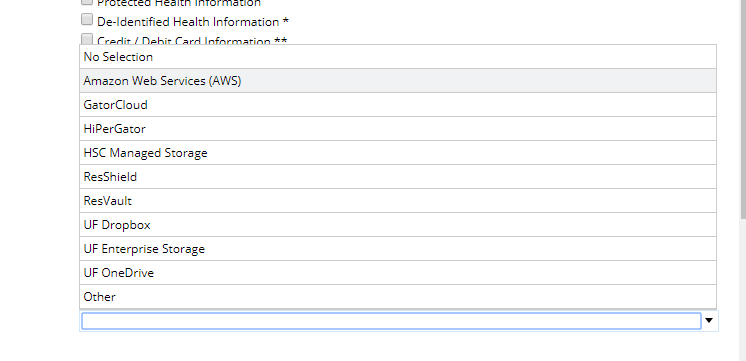 Protected Health Information
De-Identified Health Information *
Credit / Debit Card Information **
No Selection
Amazon Web Services (AWS)
GatorCloud
HiPerGator
HSC Managed Storage
ResShield
ResVault
UF Dropbox
UF Enterprise Storage
UF OneDrive
Other